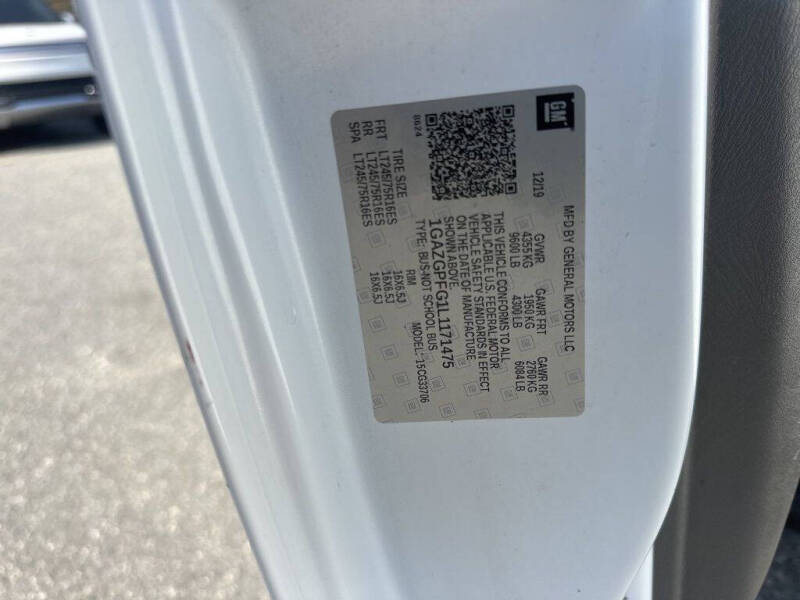 GM
MFD BY GENERAL MOTORS LLC
12/19 GVWR GAWR FRT GAWR RR
4355 KG 1950 KG 2760 KG
9600 LB 4300 LB 6084 LB
THIS VEHICLE CONFORMS TO ALL
APPLICABLE U.S. FEDERAL MOTOR
VEHICLE SAFETY STANDARDS IN EFFECT
ON THE DATE OF MANUFACTURE
SHOWN ABOVE.
1GAZGPFG1L1171475
8624 TYPE: BUS-NOT SCHOOL BUS MODEL: 15CG33706
TIRE SIZE RIM
FRT LT245/75R16ES 16X6.5J
RR LT245/75R16ES 16X6.5J
SPA LT245/75R16ES 16X6.5J